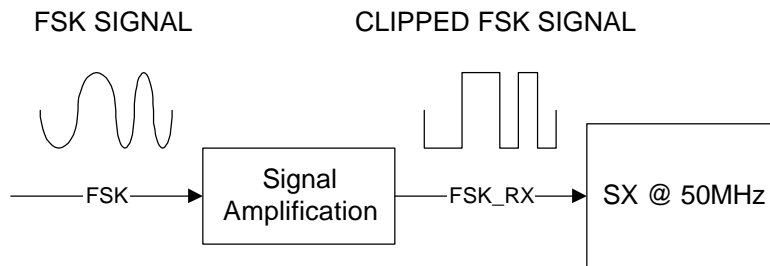 FSK SIGNAL
CLIPPED FSK SIGNAL
FSK
Signal
Amplification
FSK_RX
SX @ 50MHz